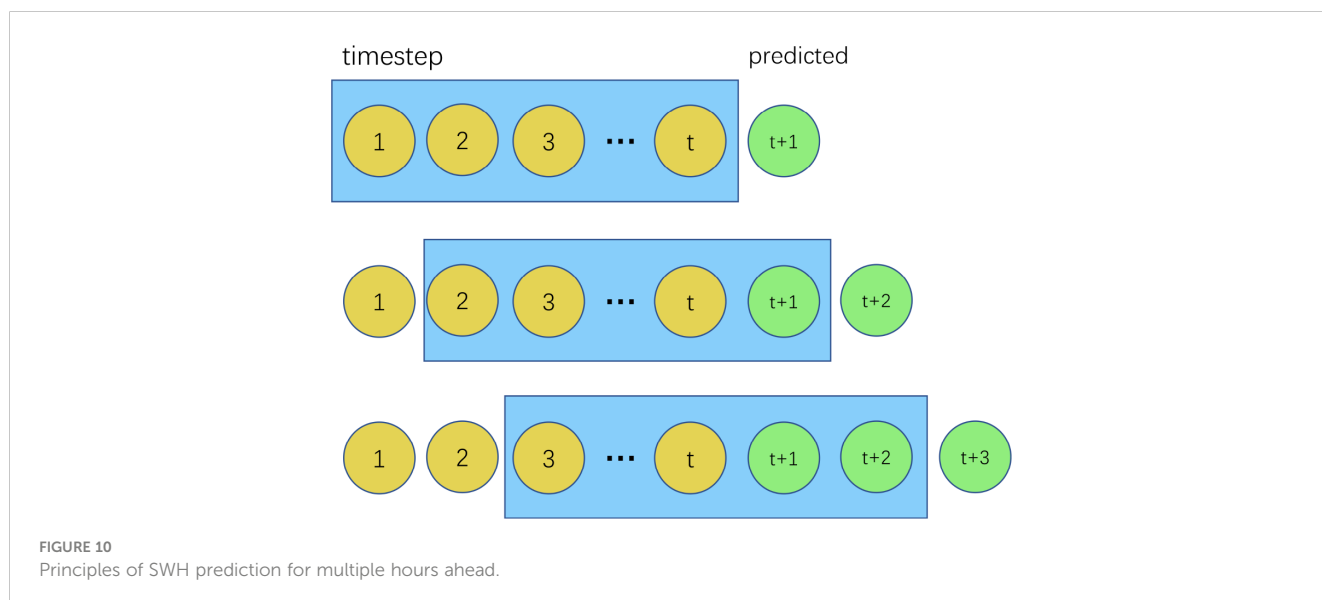 timestep predicted
1 2 3 ... t t+1
1 2 3 ... t t+1 t+2
1 2 3 ... t t+1 t+2 t+3
FIGURE 10
Principles of SWH prediction for multiple hours ahead.